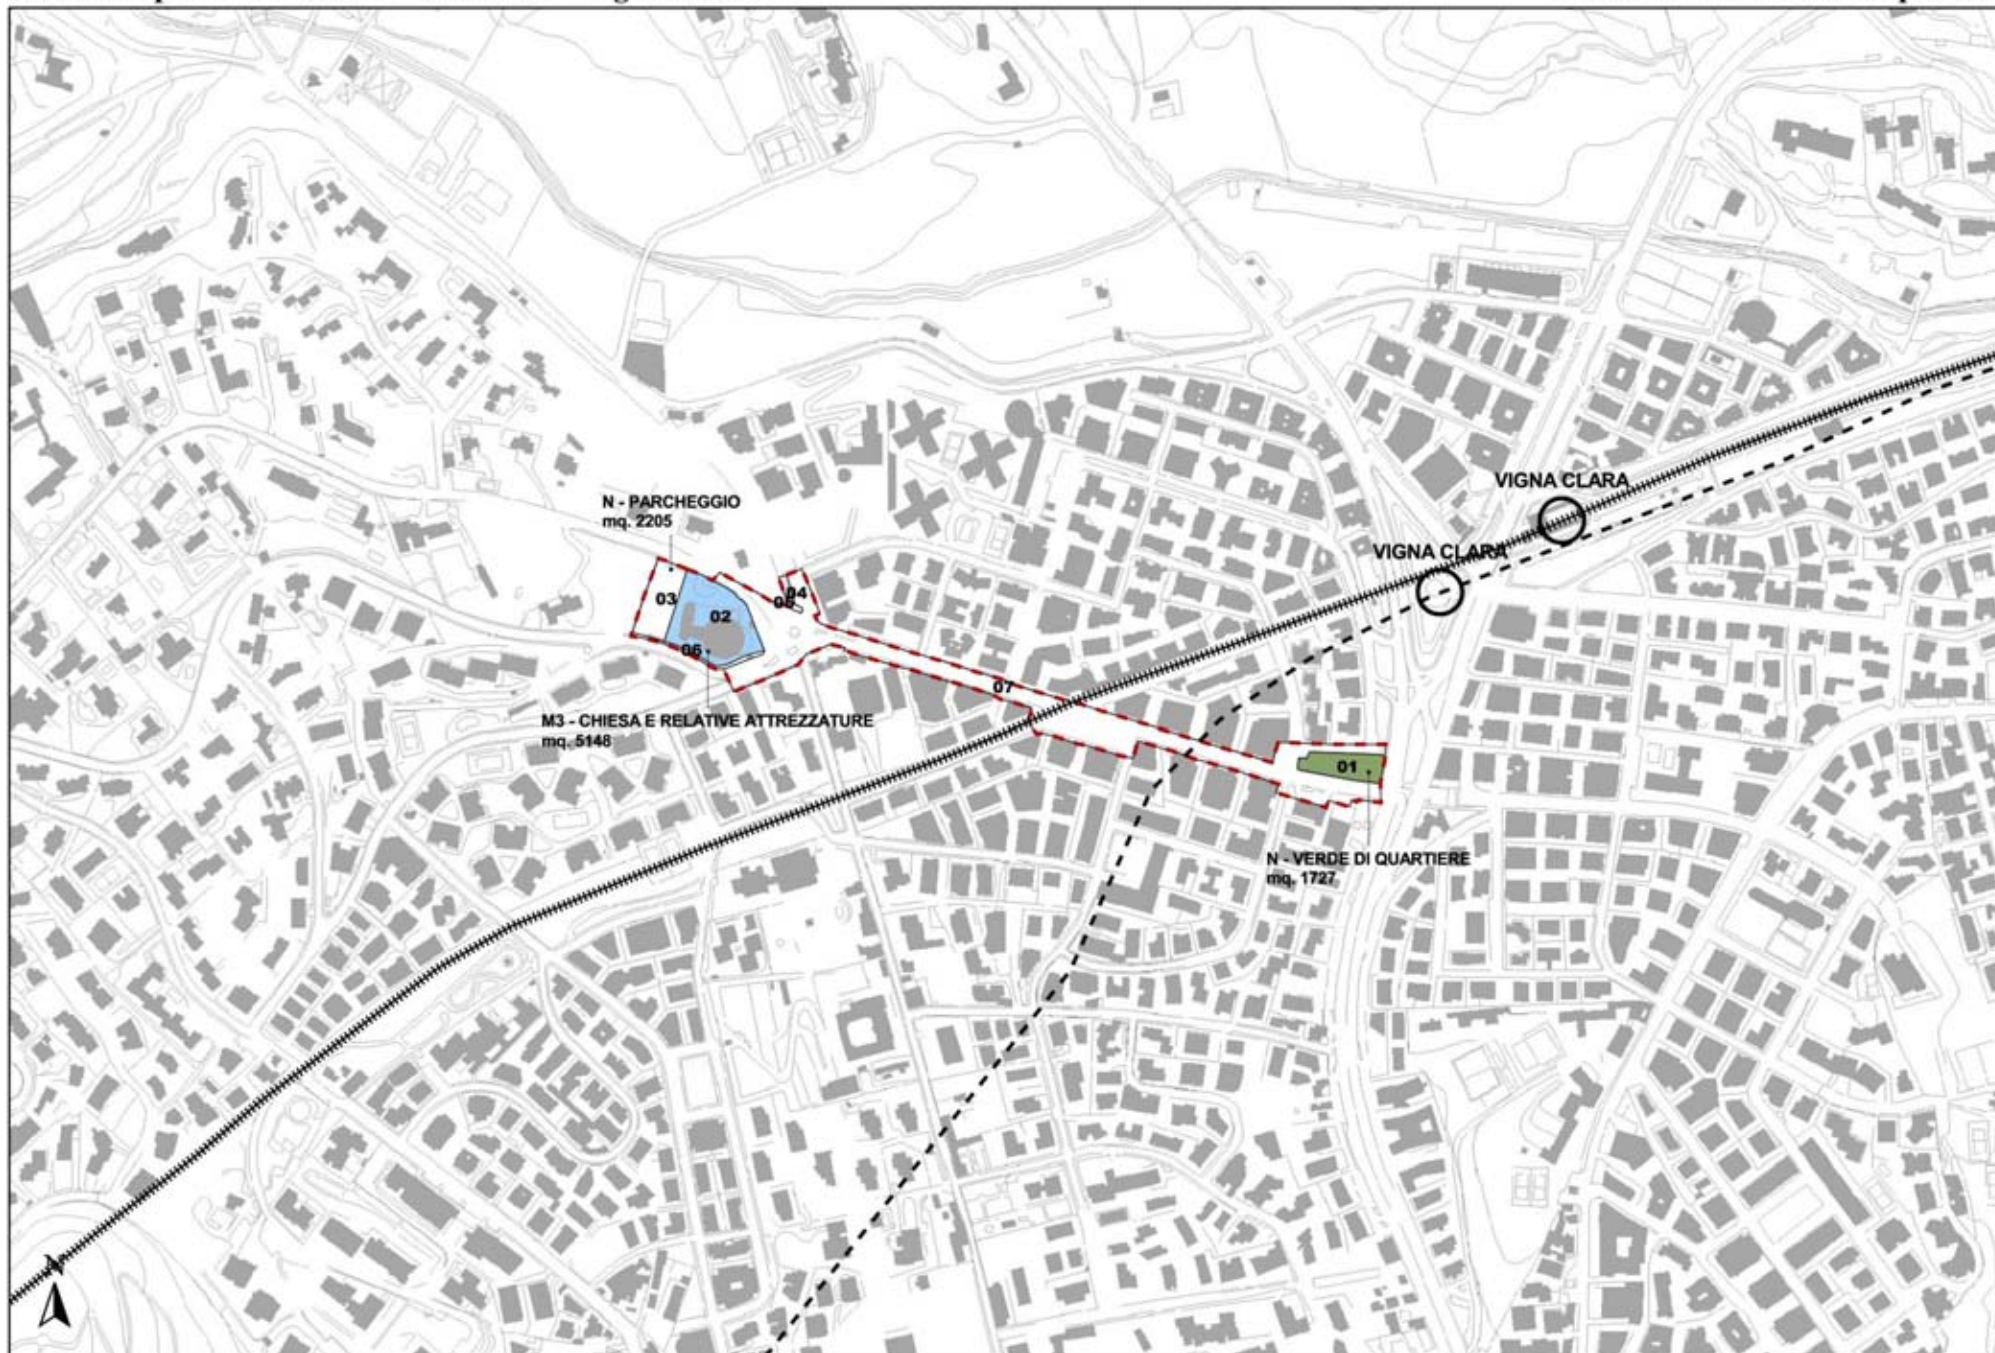 VIGNA CLARA
N - PARCHEGGIO
mq. 2205
VIGNA CLARA
04
03
02
06
07
M3 - CHIESA E RELATIVE ATTREZZATURE
mq. 5148
01
N - VERDE DI QUARTIERE
mq. 1727
N